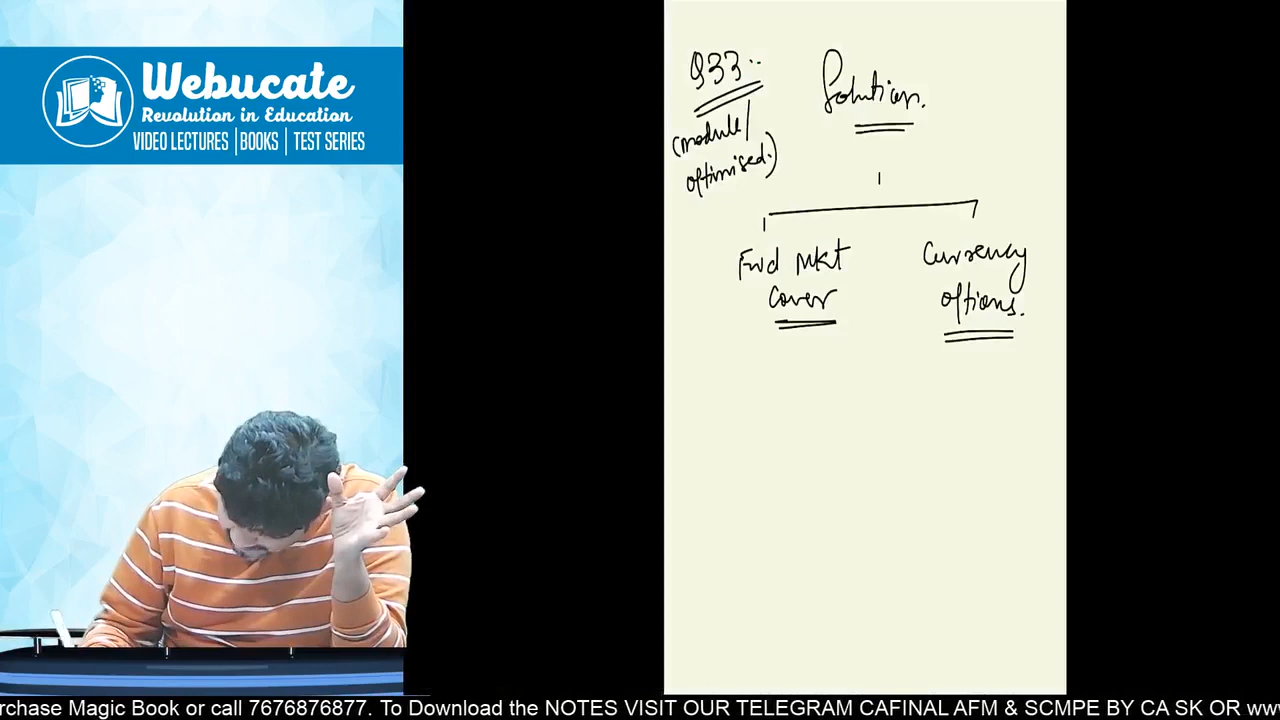 Webucate
Revolution in Education
VIDEO LECTURES | BOOKS | TEST SERIES
Q33..
(module/
optimised.)
Solution.
Fwd Mkt
Cover
Currency
options.
rchase Magic Book or call 7676876877. To Download the NOTES VISIT OUR TELEGRAM CAFINAL AFM & SCMPE BY CA SK OR ww